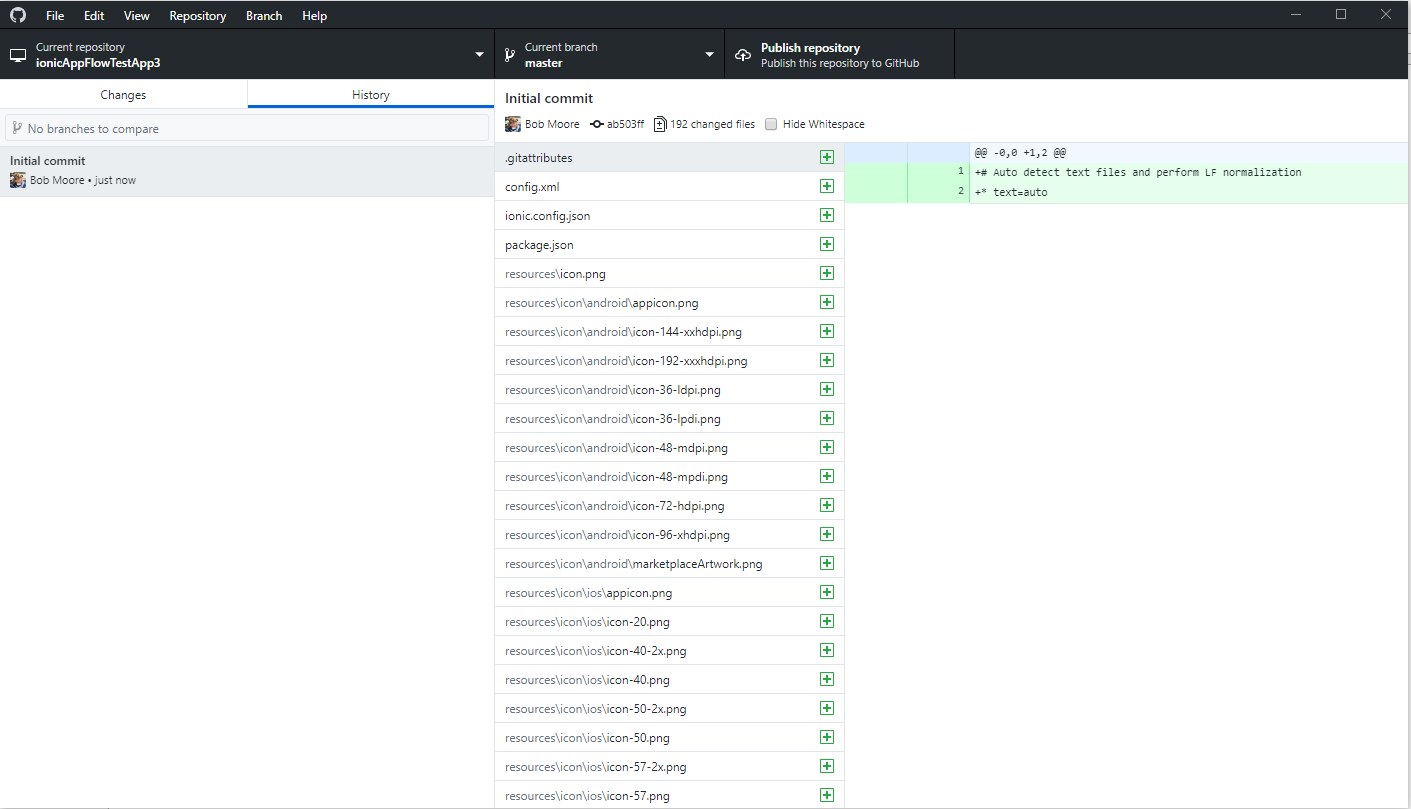 File Edit View Repository Branch Help
Current repository
ionicAppFlowTestApp3
Current branch
master
Publish repository
Publish this repository to GitHub
Changes
History
No branches to compare
Initial commit
Bob Moore • just now
Initial commit
Bob Moore ab503ff 192 changed files Hide Whitespace
.gitattributes
config.xml
ionic.config.json
package.json
resources\icon.png
resources\icon\android\appicon.png
resources\icon\android\icon-144-xxhdpi.png
resources\icon\android\icon-192-xxxhdpi.png
resources\icon\android\icon-36-ldpi.png
resources\icon\android\icon-36-lpdi.png
resources\icon\android\icon-48-mdpi.png
resources\icon\android\icon-48-mpdi.png
resources\icon\android\icon-72-hdpi.png
resources\icon\android\icon-96-xhdpi.png
resources\icon\android\marketplaceArtwork.png
resources\icon\ios\appicon.png
resources\icon\ios\icon-20.png
resources\icon\ios\icon-40-2x.png
resources\icon\ios\icon-40.png
resources\icon\ios\icon-50-2x.png
resources\icon\ios\icon-50.png
resources\icon\ios\icon-57-2x.png
resources\icon\ios\icon-57.png
@@ -0,0 +1,2 @@
1 +# Auto detect text files and perform LF normalization
2 +* text=auto